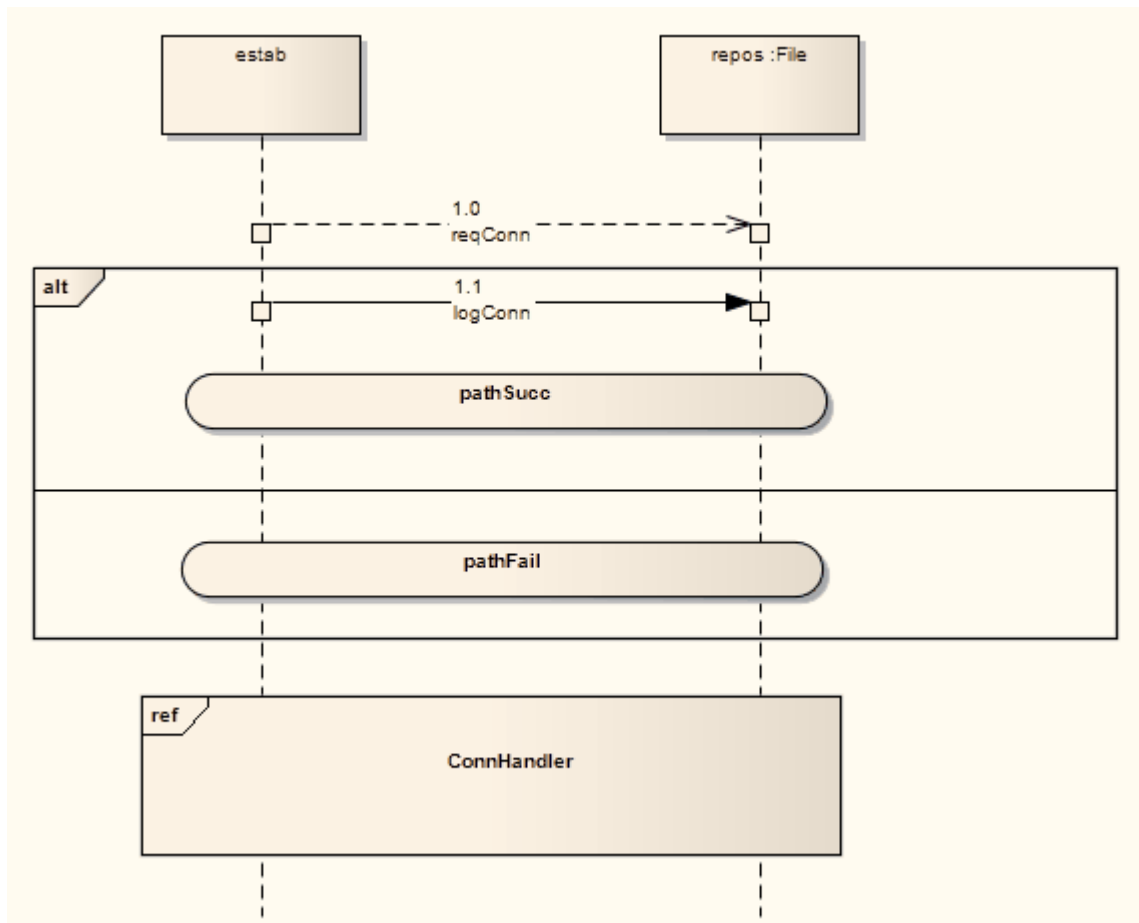 estab
repos :File
1.0
reqConn
alt
1.1
logConn
pathSucc
pathFail
ref
ConnHandler